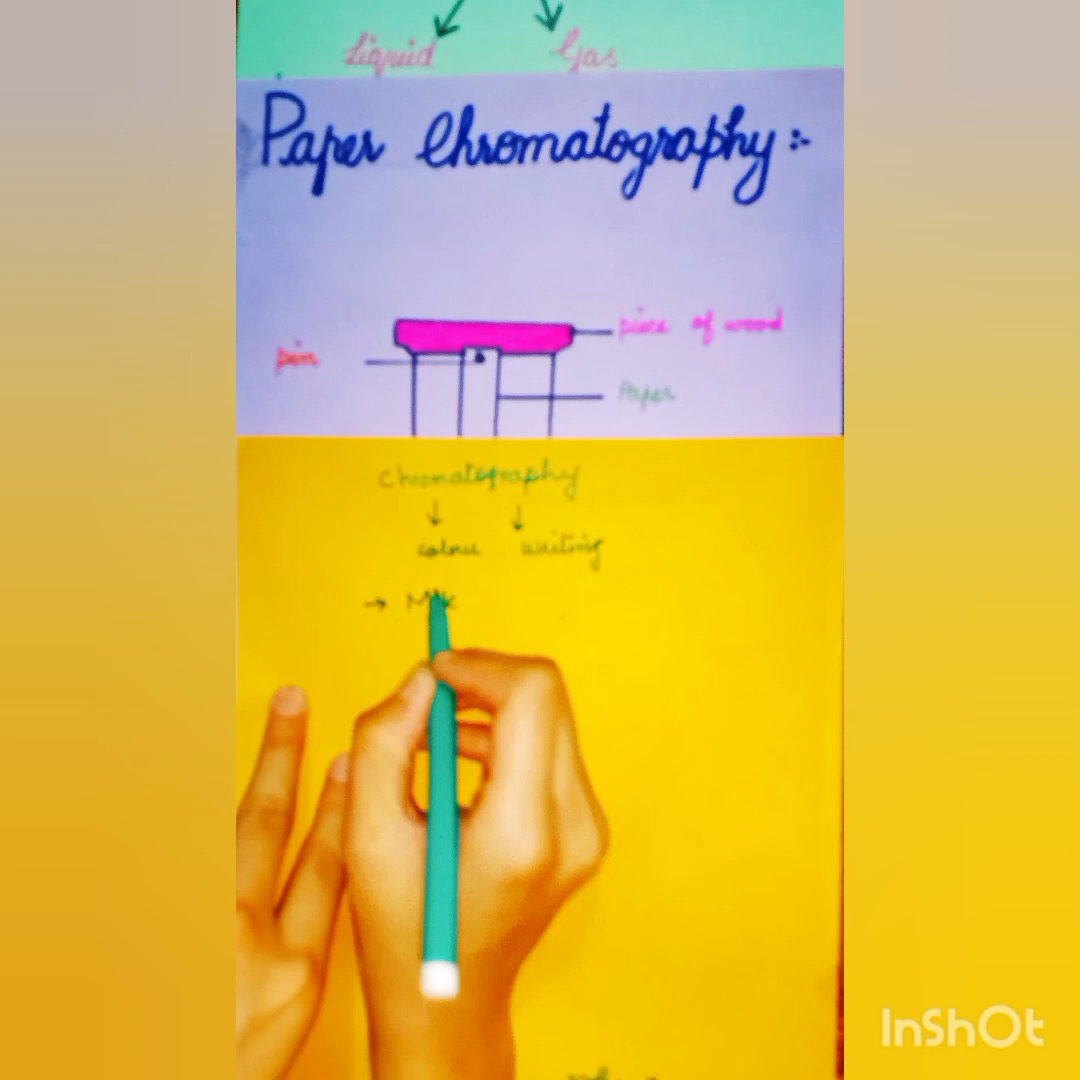 Liquid Gas
Paper Chromatography :-
piece of wood
pin
Paper
Chromatography
↓ ↓
colour writing
→
InShOt